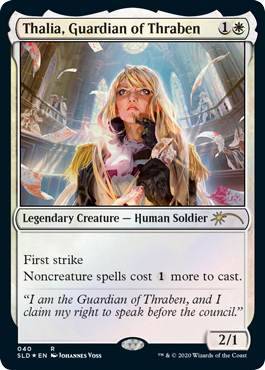 Thalia, Guardian of Thraben 1
Legendary Creature — Human Soldier
First strike
Noncreature spells cost 1 more to cast.
"I am the Guardian of Thraben, and I
claim my right to speak before the council."
2/1
040 R
SLD ★ EN Johannes Voss
™ & © 2020 Wizards of the Coast